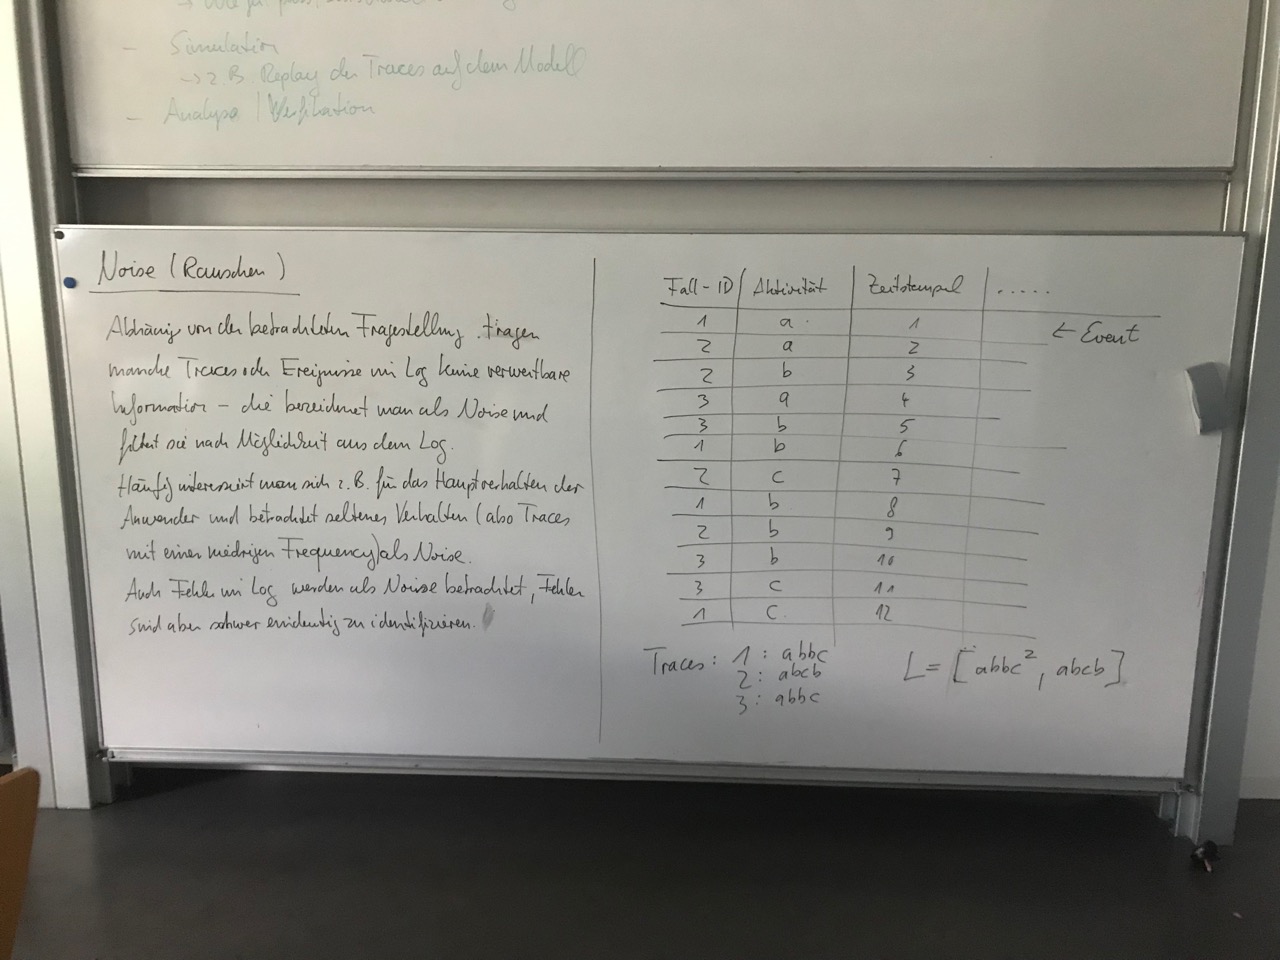 - Simulation
-> z.B. Replay der Traces auf dem Modell
- Analyse / Verifikation
Noise (Rauschen)
Abhängig von der betrachteten Fragestellung tragen
manche Traces oder Ereignisse im Log keine verwertbare
Information – die bezeichnet man als Noise und
filtert sie nach Möglichkeit aus dem Log.
Häufig interessiert man sich z.B. für das Hauptverhalten der
Anwender und betrachtet seltenes Verhalten (also Traces
mit einer niedrigen Frequency) als Noise.
Auch Fehler im Log werden als Noise betrachtet, Fehler
sind aber schwer eindeutig zu identifizieren.
Fall-ID Aktivität Zeitstempel .....
1 a 1 ← Event
2 a 2
2 b 3
3 a 4
3 b 5
1 b 6
2 c 7
1 b 8
2 b 9
3 b 10
3 c 11
1 c 12
Traces: 1: abbc
2: abcb
3: abbc
L = [abbc², abcb]